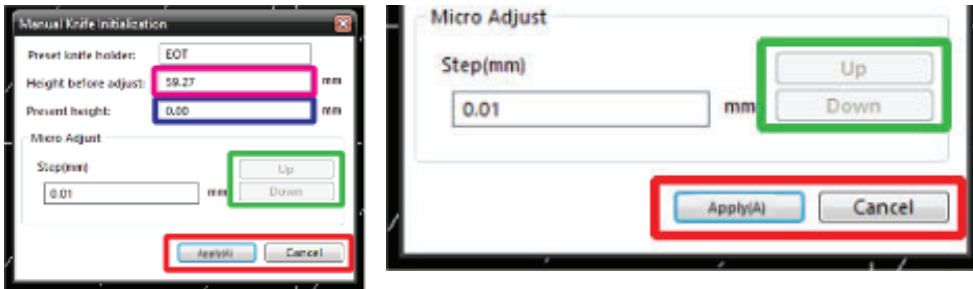 Manual Knife Initialization
Preset knife holder: EOT
Height before adjust: 59.27 mm
Present height: 0.00 mm
Micro Adjust
Step(mm)
Up
0.01 mm Down
Apply(A) Cancel
Micro Adjust
Step(mm)
Up
0.01 mm Down
Apply(A) Cancel